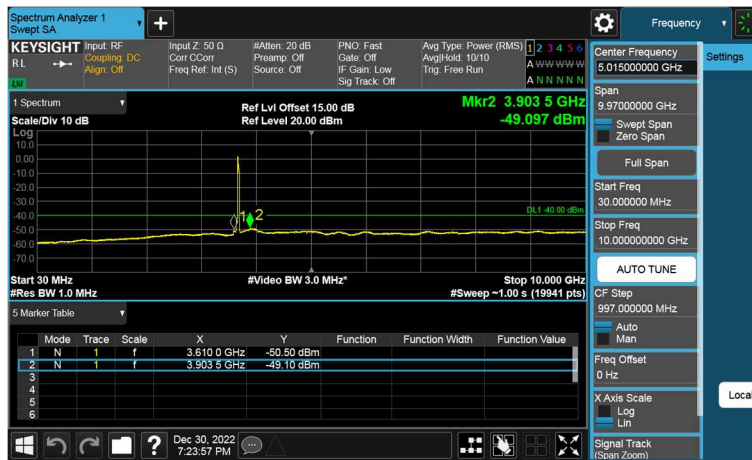 Spectrum Analyzer 1
Swept SA
Frequency
KEYSIGHT
RL
Input: RF
Coupling: DC
Align: Off
Input Z: 50 Ω
Corr CCorr
Freq Ref: Int (S)
#Atten: 20 dB
Preamp: Off
Source: Off
PNO: Fast
Gate: Off
IF Gain: Low
Sig Track: Off
Avg Type: Power (RMS)
Avg|Hold: 10/10
Trig: Free Run
1 2 3 4 5 6
A W W W W W
A N N N N N
LXI
1 Spectrum
Scale/Div 10 dB
Ref Lvl Offset 15.00 dB
Ref Level 20.00 dBm
Mkr2 3.903 5 GHz
-49.097 dBm
Log
10.0
0.00
-10.0
-20.0
-30.0
-40.0
-50.0
-60.0
-70.0
1
2
DL1 -40.00 dBm
Start 30 MHz
#Res BW 1.0 MHz
#Video BW 3.0 MHz*
Stop 10.000 GHz
#Sweep ~1.00 s (19941 pts)
5 Marker Table
Mode Trace Scale X Y Function Function Width Function Value
1 N 1 f 3.610 0 GHz -50.50 dBm
2 N 1 f 3.903 5 GHz -49.10 dBm
3
4
5
6
?
Dec 30, 2022
7:23:57 PM
Center Frequency
5.015000000 GHz
Settings
Span
9.97000000 GHz
Swept Span
Zero Span
Full Span
Start Freq
30.000000 MHz
Stop Freq
10.000000000 GHz
AUTO TUNE
CF Step
997.000000 MHz
Auto
Man
Freq Offset
0 Hz
X Axis Scale
Log
Lin
Local
Signal Track
(Span Zoom)